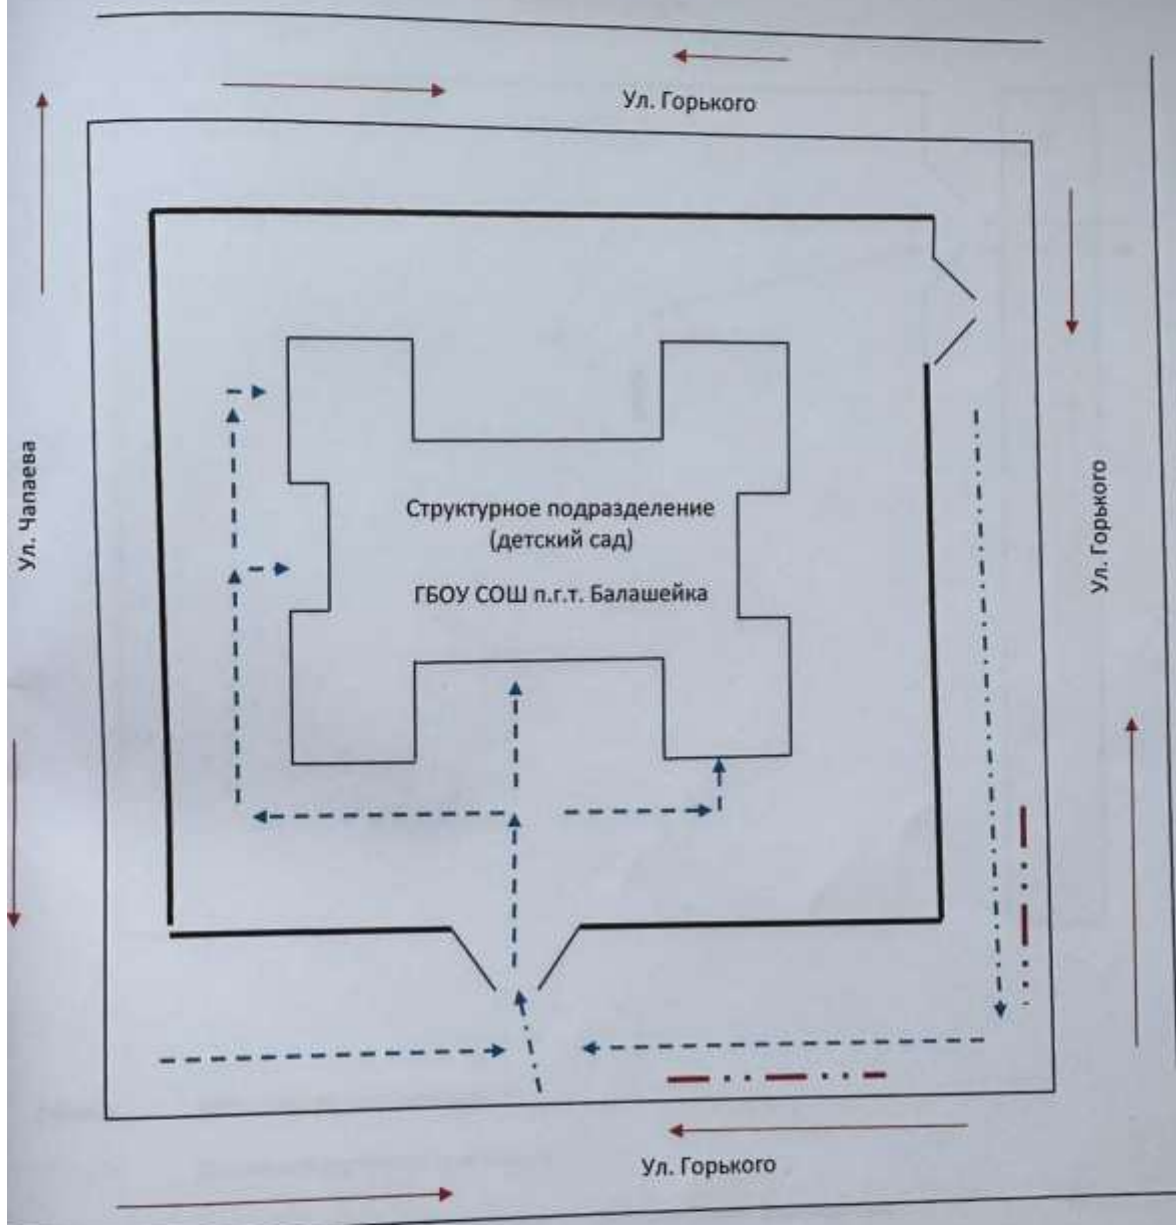 Ул. Горького
Ул. Чапаева
Структурное подразделение
(детский сад)
ГБОУ СОШ п.г.т. Балашейка
Ул. Горького
Ул. Горького